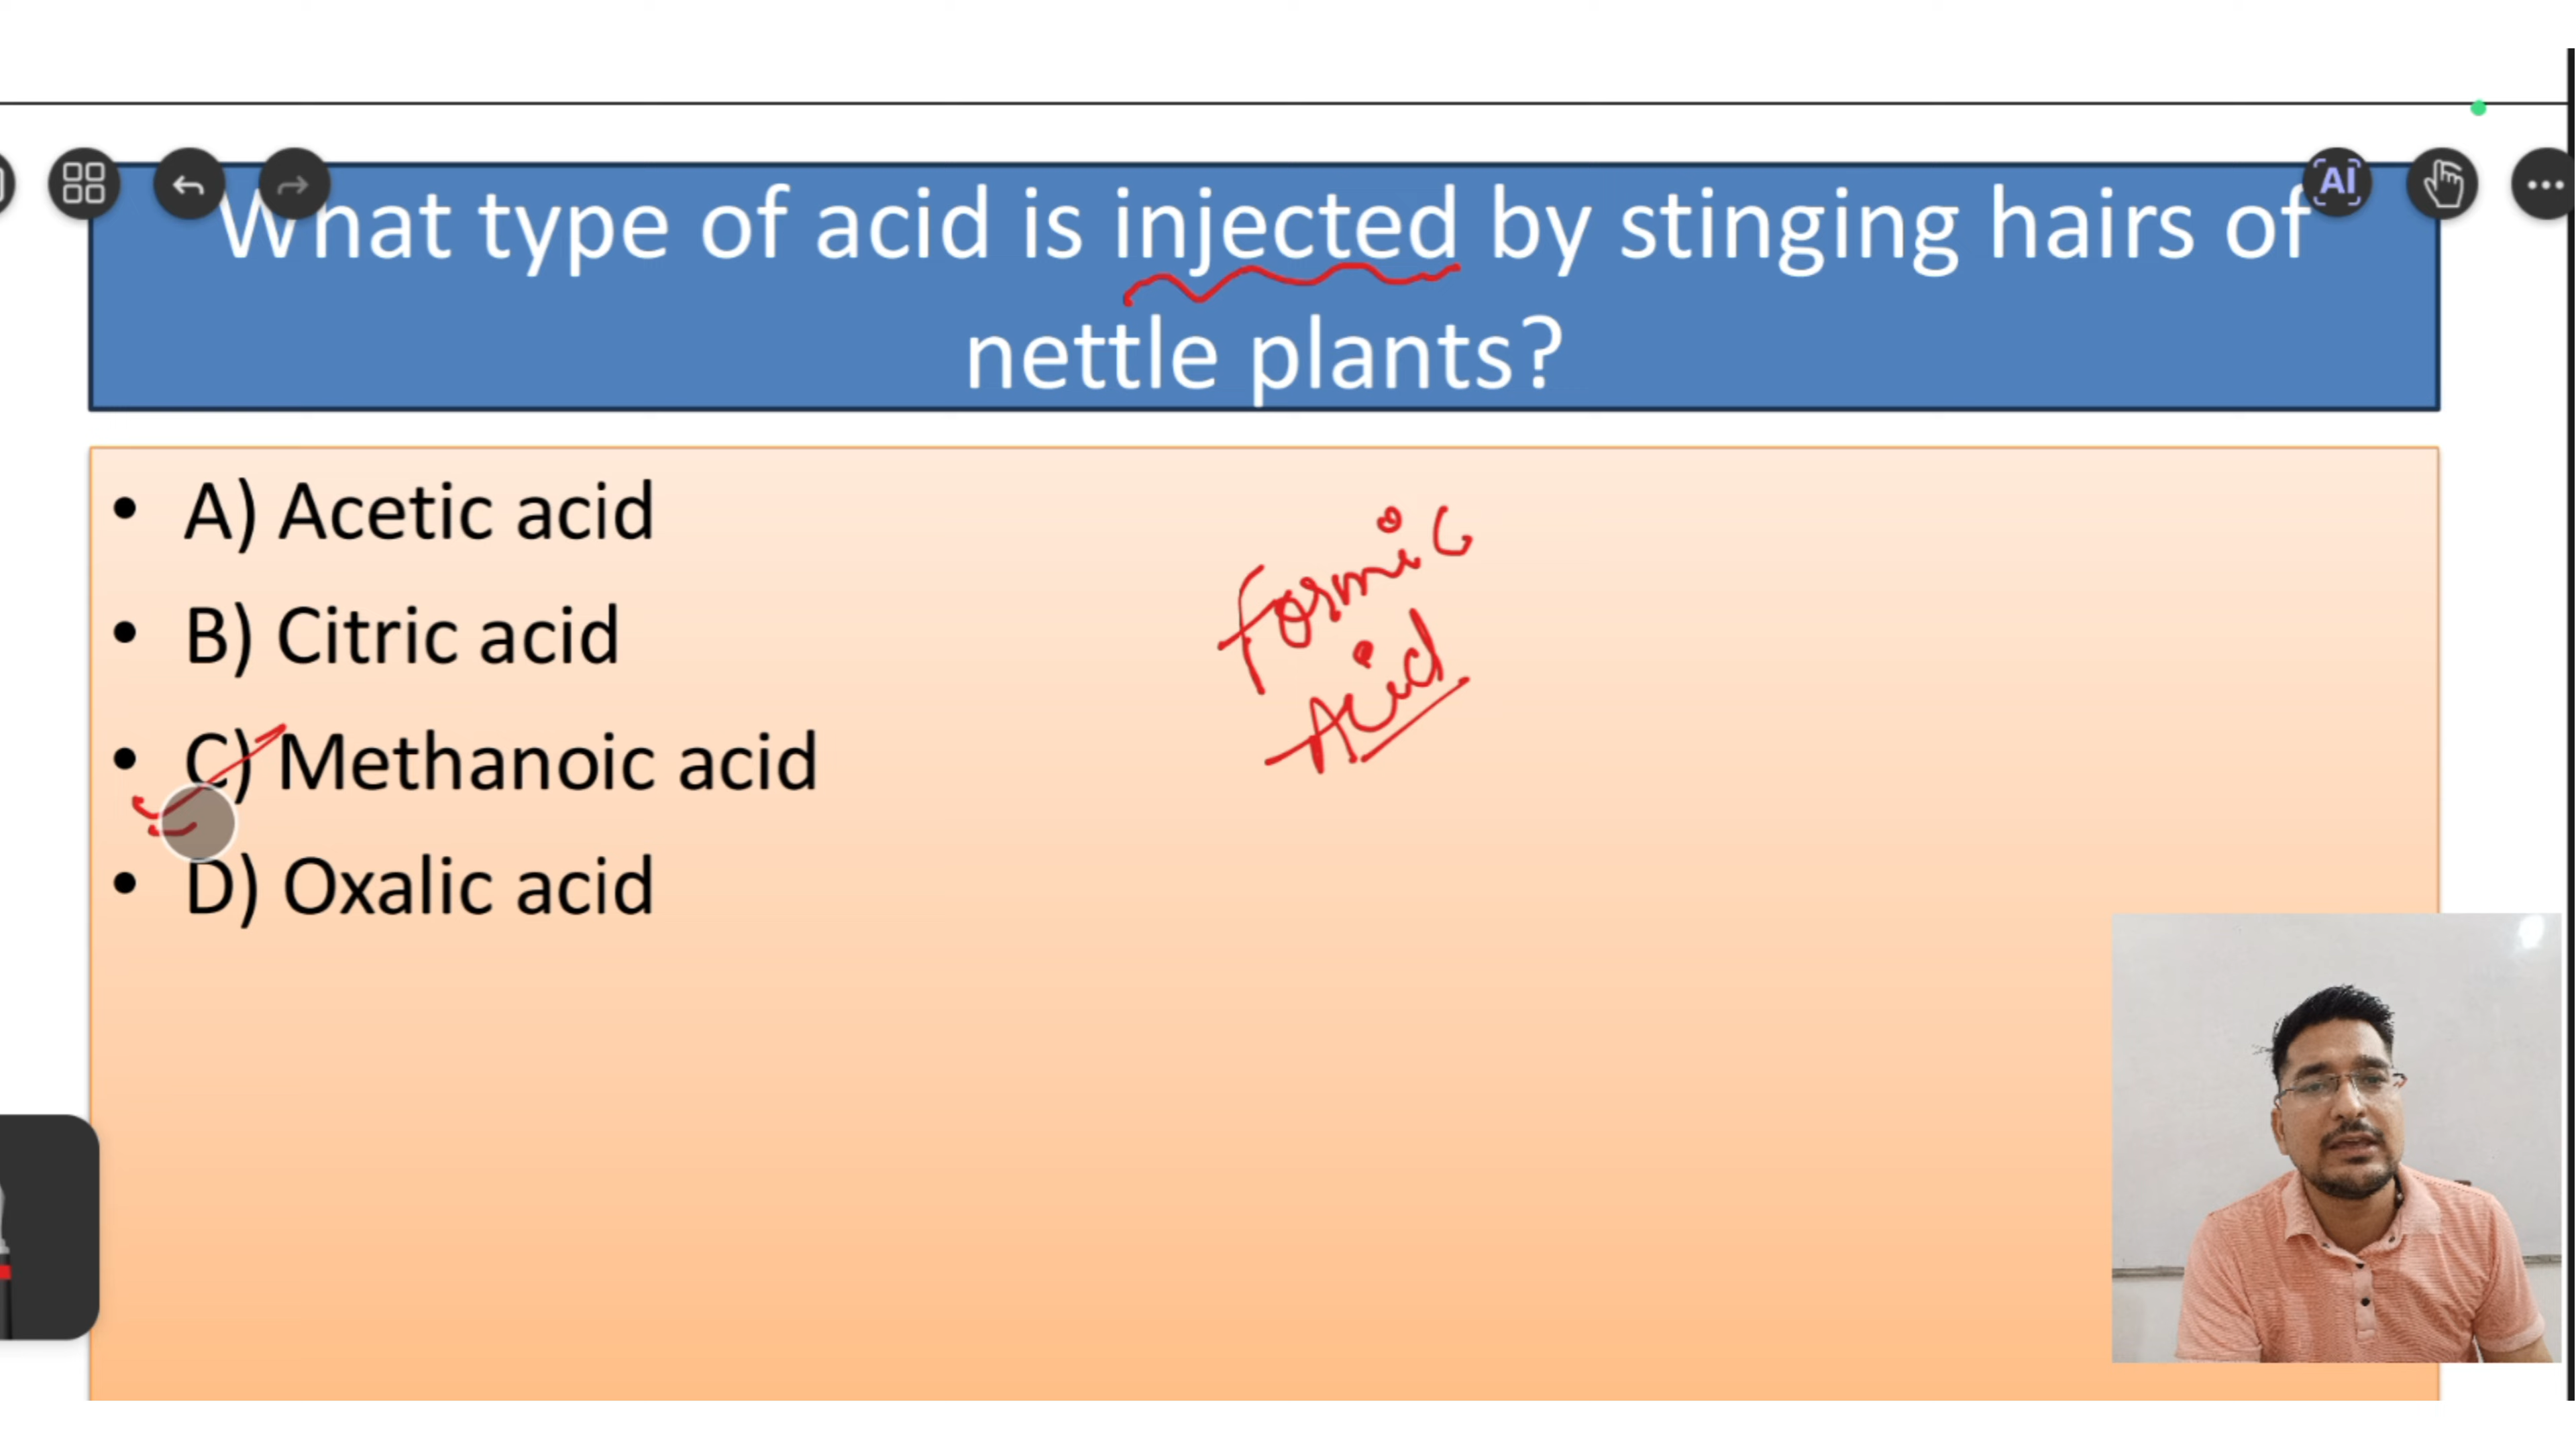 AI
What type of acid is injected by stinging hairs of
nettle plants?
• A) Acetic acid
• B) Citric acid
• C) Methanoic acid
• D) Oxalic acid
Formic
Acid